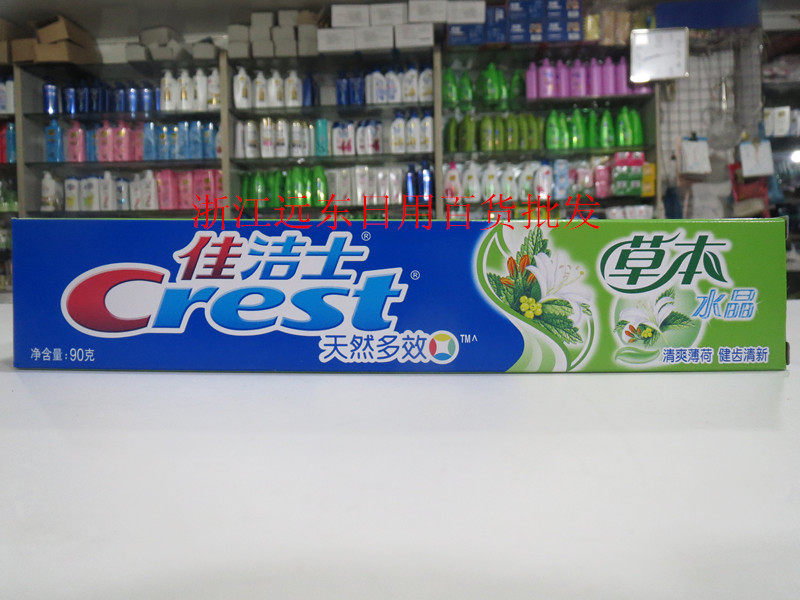 浙江远东日用百货批发
佳洁士®
Crest®
天然多效 TM^
净含量: 90克
草本
水晶
清爽薄荷 健齿清新